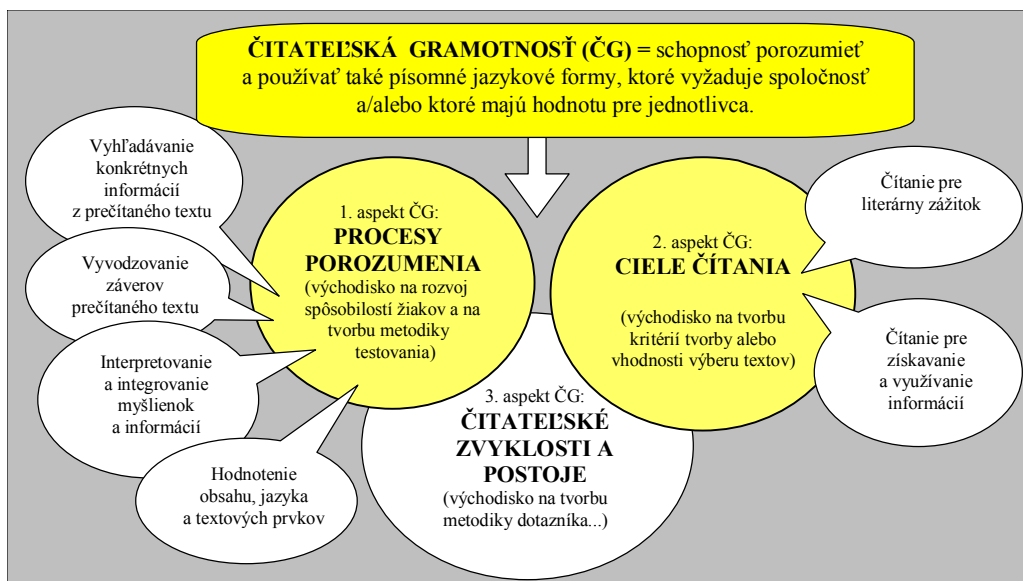 ČITATEĽSKÁ GRAMOTNOSŤ (ČG) = schopnosť porozumieť
a používať také písomné jazykové formy, ktoré vyžaduje spoločnosť
a/alebo ktoré majú hodnotu pre jednotlivca.
Vyhľadávanie
konkrétnych
informácií
z prečítaného textu
Vyvodzovanie
záverov
prečítaného textu
Interpretovanie
a integrovanie
myšlienok
a informácií
Hodnotenie
obsahu, jazyka
a textových prvkov
1. aspekt ČG:
PROCESY
POROZUMENIA
(východisko na rozvoj
spôsobilostí žiakov a na
tvorbu metodiky
testovania)
2. aspekt ČG:
CIELE ČÍTANIA
(východisko na tvorbu
kritérií tvorby alebo
vhodnosti výberu textov)
Čítanie pre
literárny zážitok
Čítanie pre
získavanie
a využívanie
informácií
3. aspekt ČG:
ČITATEĽSKÉ
ZVYKLOSTI A
POSTOJE
(východisko na tvorbu
metodiky dotazníka...)